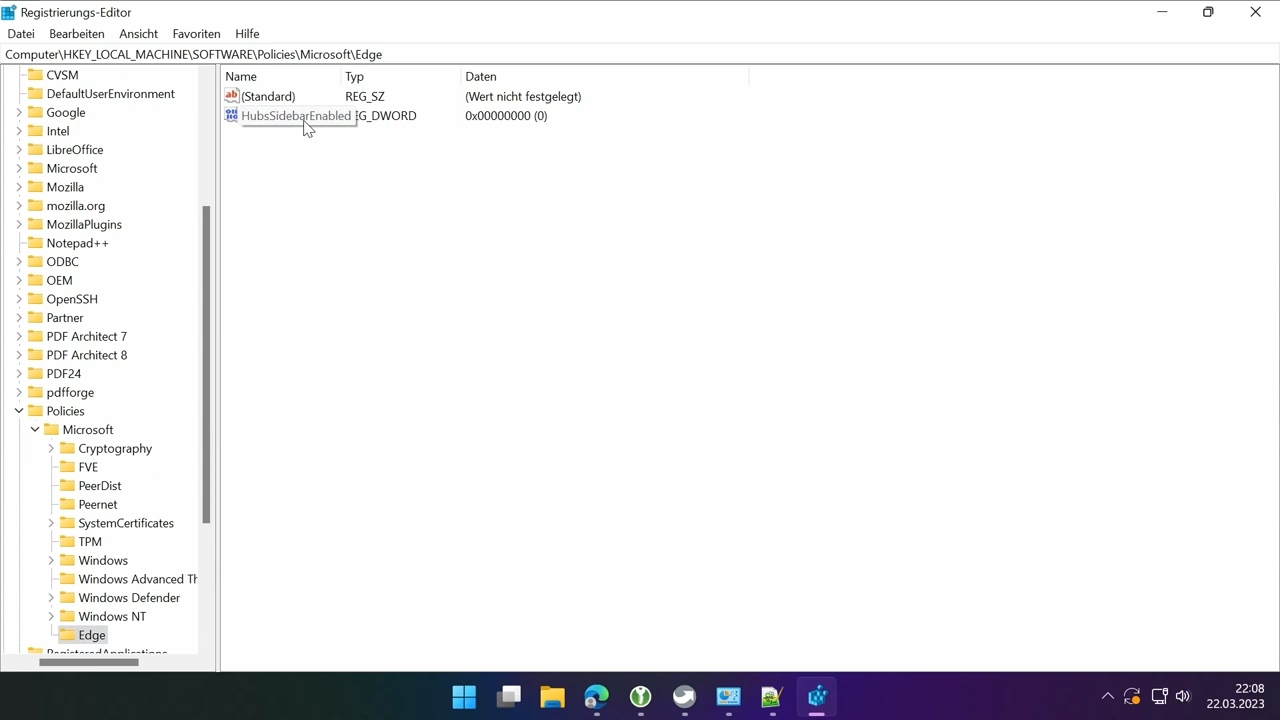 Registrierungs-Editor
Datei Bearbeiten Ansicht Favoriten Hilfe
Computer\HKEY_LOCAL_MACHINE\SOFTWARE\Policies\Microsoft\Edge
Name Typ Daten
(Standard) REG_SZ (Wert nicht festgelegt)
HubsSidebarEnabled EG_DWORD 0x00000000 (0)
CVSM
DefaultUserEnvironment
Google
Intel
LibreOffice
Microsoft
Mozilla
mozilla.org
MozillaPlugins
Notepad++
ODBC
OEM
OpenSSH
Partner
PDF Architect 7
PDF Architect 8
PDF24
pdfforge
Policies
Microsoft
Cryptography
FVE
PeerDist
Peernet
SystemCertificates
TPM
Windows
Windows Advanced Th
Windows Defender
Windows NT
Edge
RegisteredApplications
22:08
22.03.2023